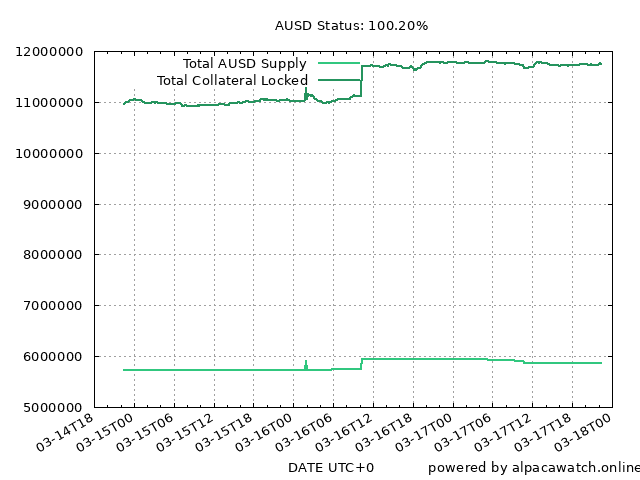 AUSD Status: 100.20%
12000000
11000000
10000000
9000000
8000000
7000000
6000000
5000000
Total AUSD Supply
Total Collateral Locked
03-14T18
03-15T00
03-15T06
03-15T12
03-15T18
03-16T00
03-16T06
03-16T12
03-16T18
03-17T00
03-17T06
03-17T12
03-17T18
03-18T00
DATE UTC+0
powered by alpacawatch.online